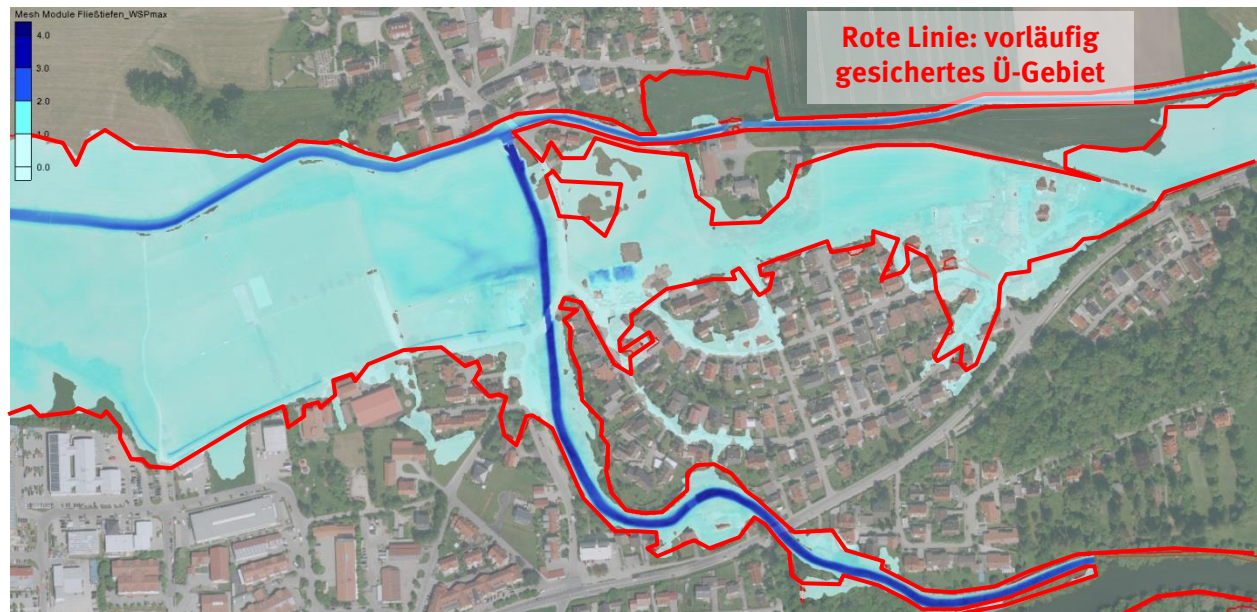 Mesh Module Fließtiefen_WSPmax
4.0
3.0
2.0
1.0
0.0
Rote Linie: vorläufig
gesichertes Ü-Gebiet